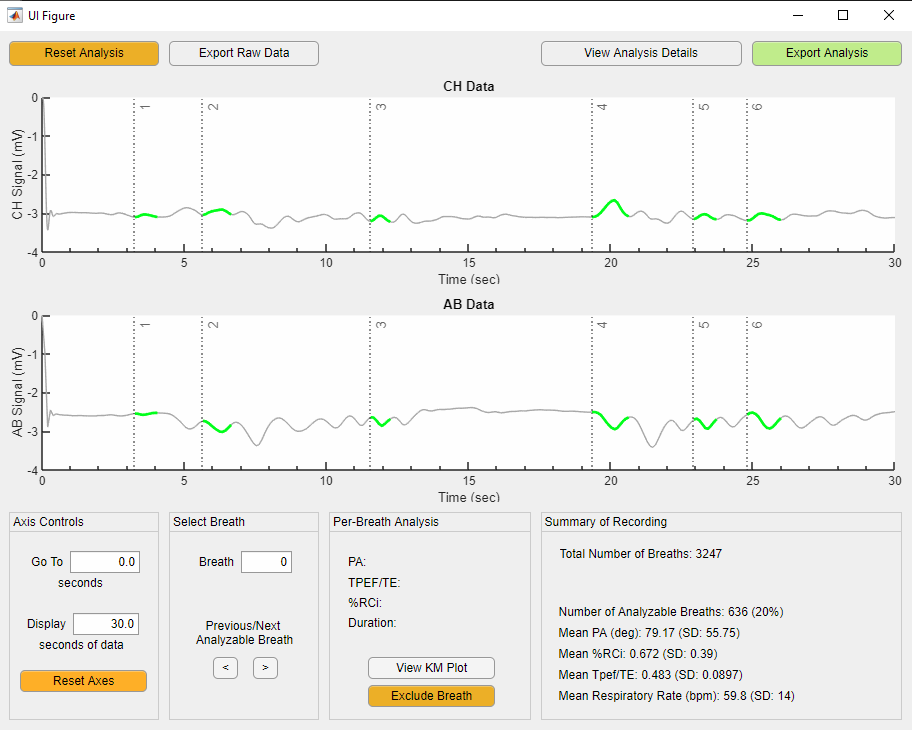 UI Figure
Reset Analysis
Export Raw Data
View Analysis Details
Export Analysis
CH Data
CH Signal (mV)
0
-1
-2
-3
-4
1
2
3
4
5
6
0
5
10
15
20
25
30
Time (sec)
AB Data
AB Signal (mV)
0
-1
-2
-3
-4
1
2
3
4
5
6
0
5
10
15
20
25
30
Time (sec)
Axis Controls
Go To 0.0
seconds
Display 30.0
seconds of data
Reset Axes
Select Breath
Breath 0
Previous/Next
Analyzable Breath
< >
Per-Breath Analysis
PA:
TPEF/TE:
%RCi:
Duration:
View KM Plot
Exclude Breath
Summary of Recording
Total Number of Breaths: 3247
Number of Analyzable Breaths: 636 (20%)
Mean PA (deg): 79.17 (SD: 55.75)
Mean %RCi: 0.672 (SD: 0.39)
Mean Tpef/TE: 0.483 (SD: 0.0897)
Mean Respiratory Rate (bpm): 59.8 (SD: 14)